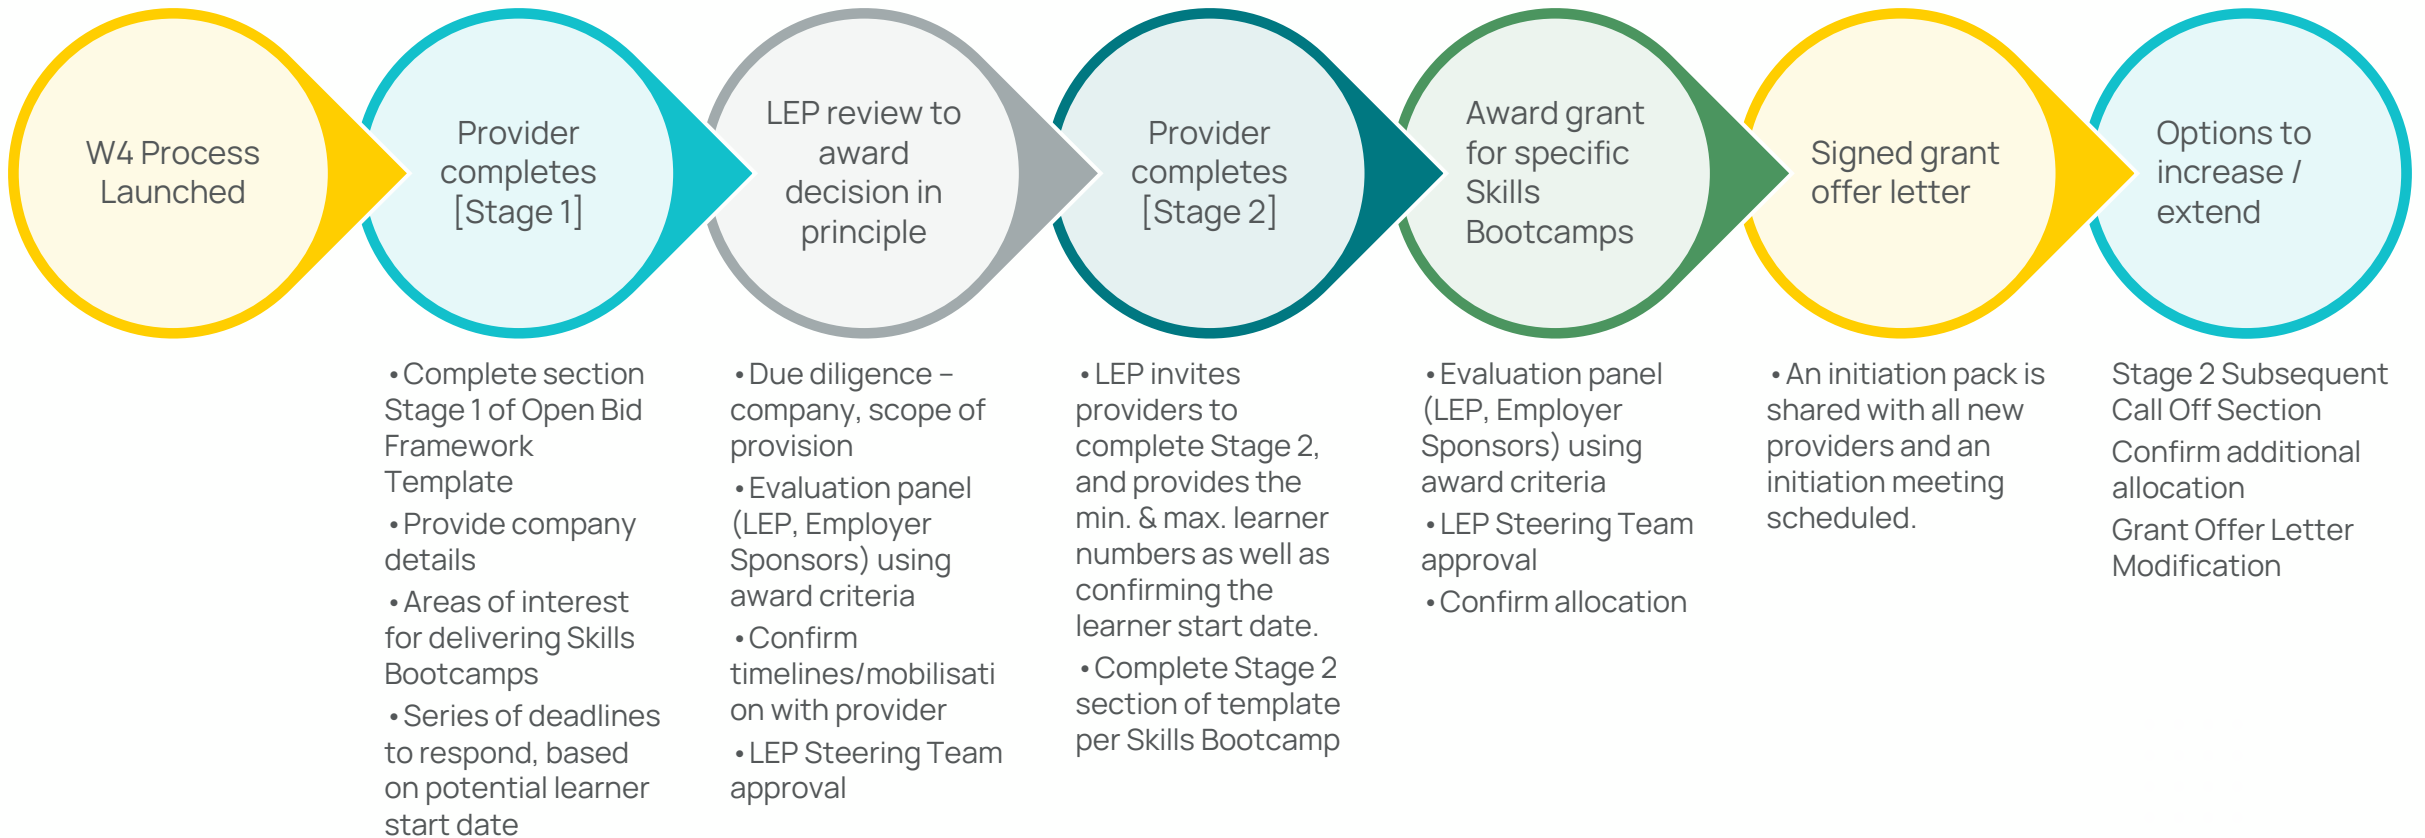 W4 Process
Launched
Provider
completes
[Stage 1]
LEP review to
award
decision in
principle
Provider
completes
[Stage 2]
Award grant
for specific
Skills
Bootcamps
Signed grant
offer letter
Options to
increase /
extend
•Complete section
Stage 1 of Open Bid
Framework
Template
•Provide company
details
•Areas of interest
for delivering Skills
Bootcamps
•Series of deadlines
to respond, based
on potential learner
start date
•Due diligence –
company, scope of
provision
•Evaluation panel
(LEP, Employer
Sponsors) using
award criteria
•Confirm
timelines/mobilisati
on with provider
•LEP Steering Team
approval
•LEP invites
providers to
complete Stage 2,
and provides the
min. & max. learner
numbers as well as
confirming the
learner start date.
•Complete Stage 2
section of template
per Skills Bootcamp
•Evaluation panel
(LEP, Employer
Sponsors) using
award criteria
•LEP Steering Team
approval
•Confirm allocation
•An initiation pack is
shared with all new
providers and an
initiation meeting
scheduled.
Stage 2 Subsequent
Call Off Section
Confirm additional
allocation
Grant Offer Letter
Modification